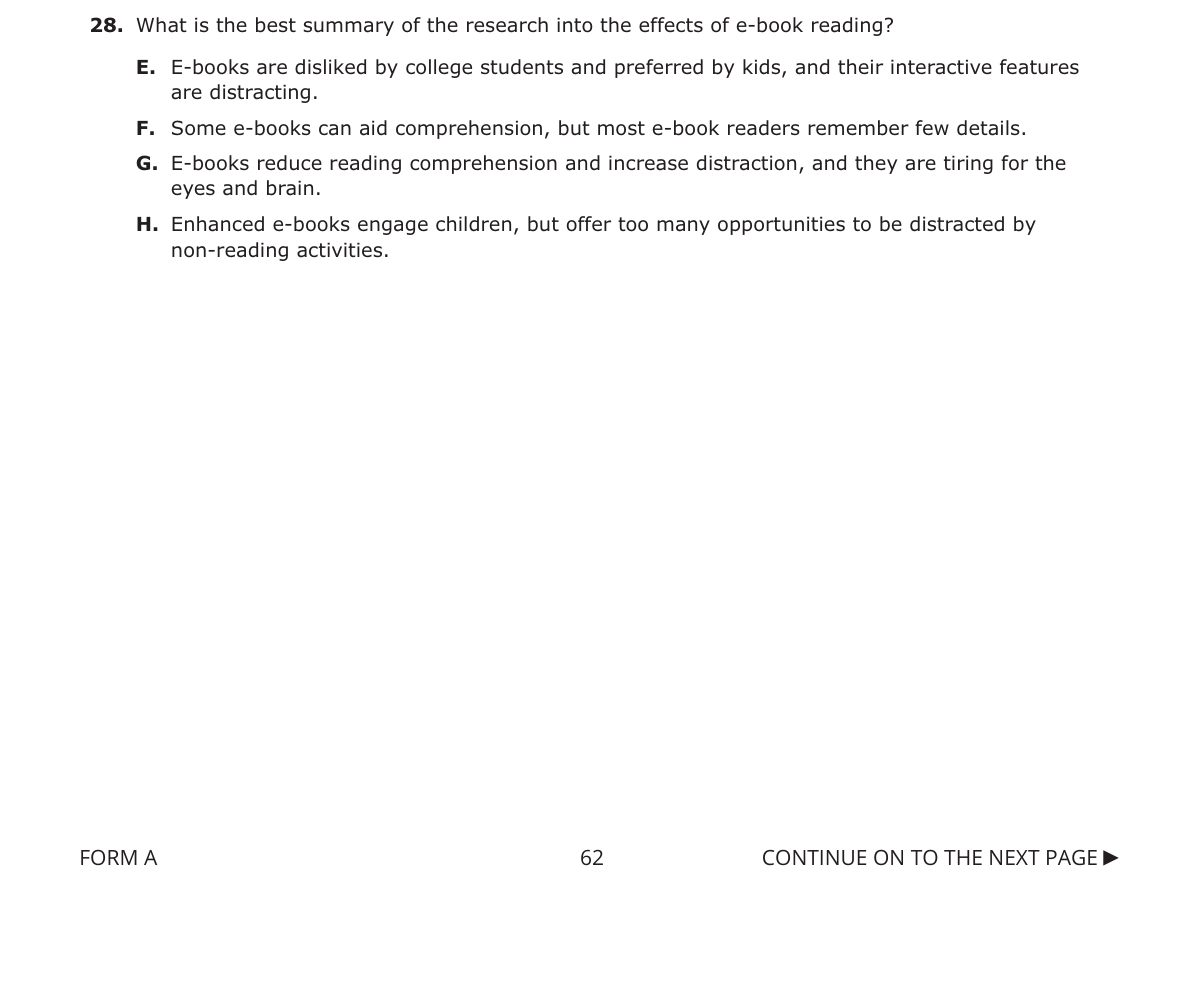 28. What is the best summary of the research into the effects of e-book reading?
E. E-books are disliked by college students and preferred by kids, and their interactive features
are distracting.
F. Some e-books can aid comprehension, but most e-book readers remember few details.
G. E-books reduce reading comprehension and increase distraction, and they are tiring for the
eyes and brain.
H. Enhanced e-books engage children, but offer too many opportunities to be distracted by
non-reading activities.
FORM A 62 CONTINUE ON TO THE NEXT PAGE ▶